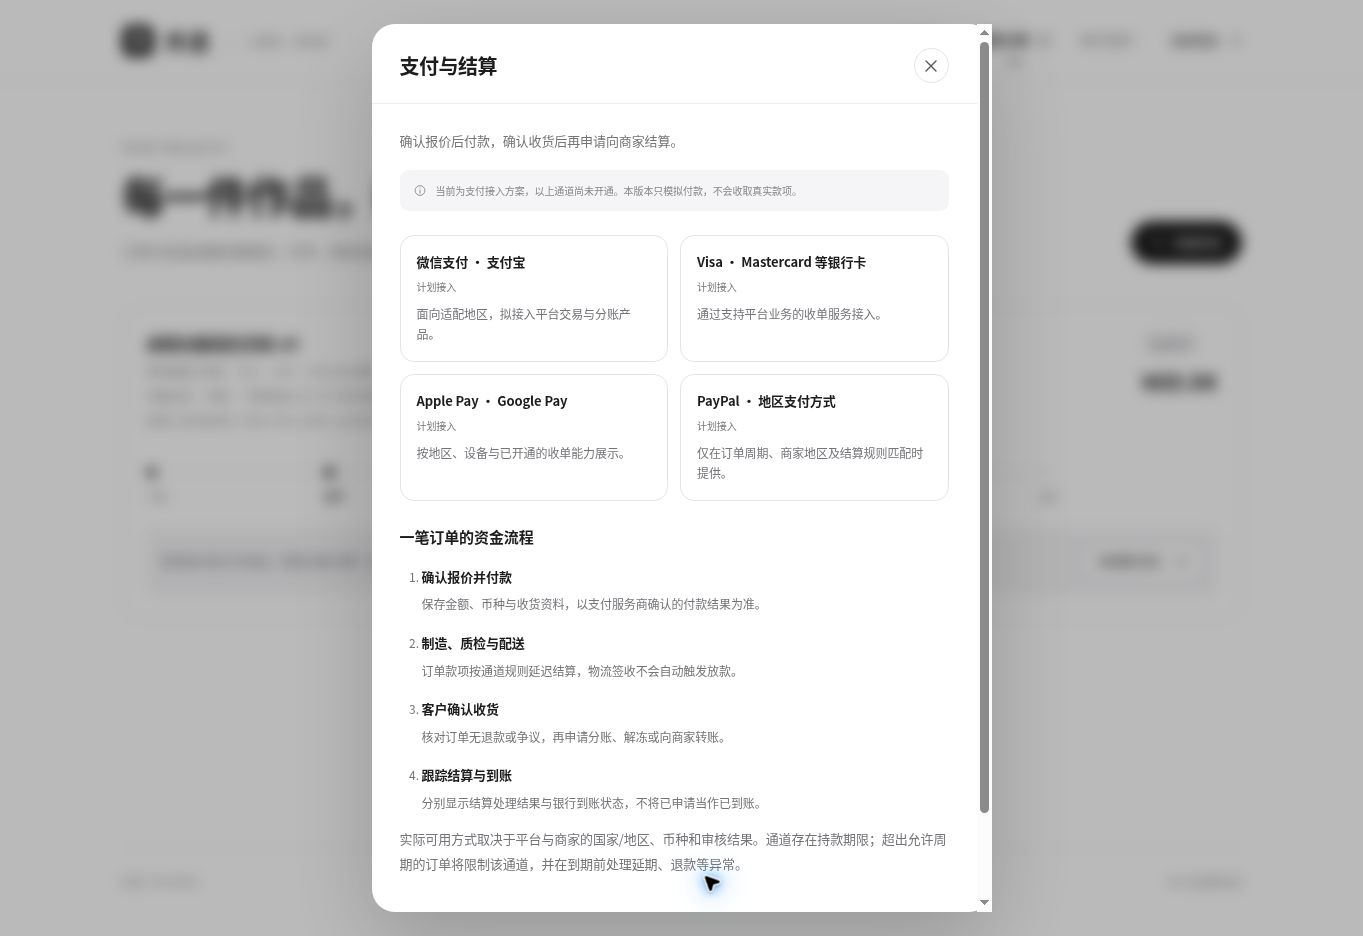 支付与结算
确认报价后付款，确认收货后再申请向商家结算。
当前为支付接入方案，以上通道尚未开通。本版本只模拟付款，不会收取真实款项。
微信支付 · 支付宝
计划接入
面向适配地区，拟接入平台交易与分账产
品。
Visa · Mastercard 等银行卡
计划接入
通过支持平台业务的收单服务接入。
Apple Pay · Google Pay
计划接入
按地区、设备与已开通的收单能力展示。
PayPal · 地区支付方式
计划接入
仅在订单周期、商家地区及结算规则匹配时
提供。
一笔订单的资金流程
1. 确认报价并付款
保存金额、币种与收货资料，以支付服务商确认的付款结果为准。
2. 制造、质检与配送
订单款项按通道规则延迟结算，物流签收不会自动触发放款。
3. 客户确认收货
核对订单无退款或争议，再申请分账、解冻或向商家转账。
4. 跟踪结算与到账
分别显示结算处理结果与银行到账状态，不将已申请当作已到账。
实际可用方式取决于平台与商家的国家/地区、币种和审核结果。通道存在持款期限；超出允许周
期的订单将限制该通道，并在到期前处理延期、退款等异常。
每一件作品。